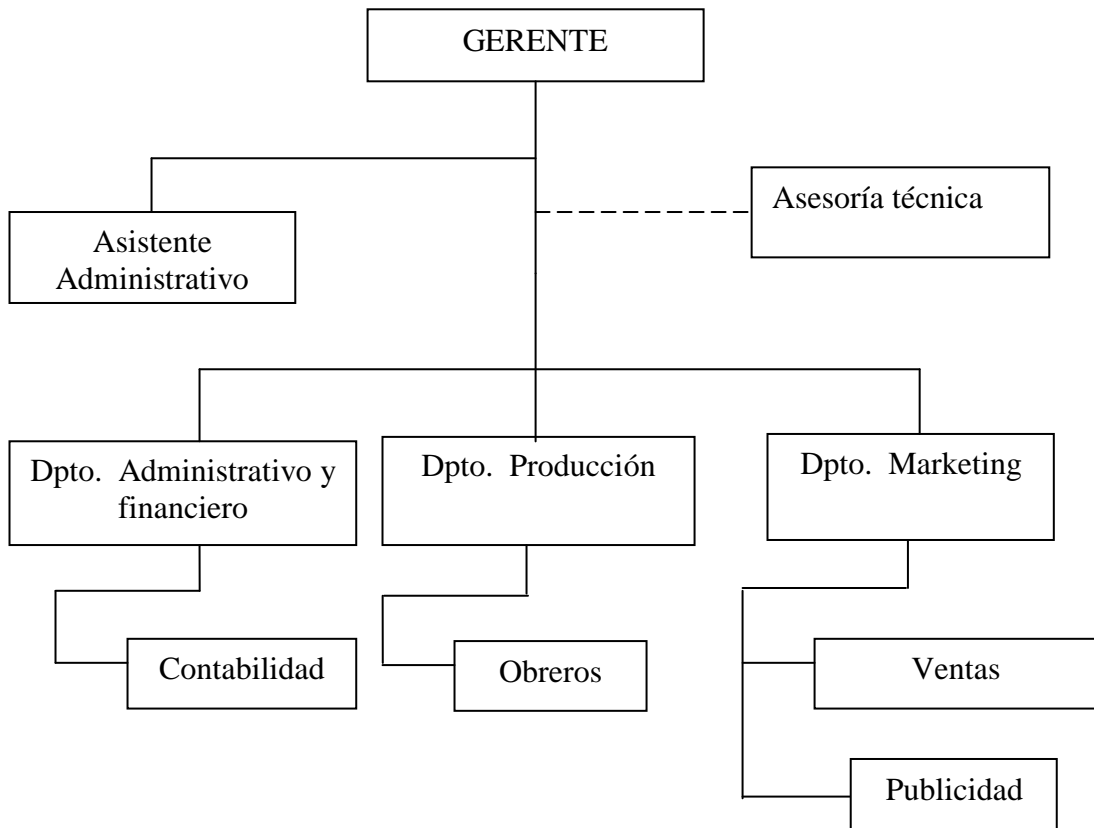 GERENTE
Asesoría técnica
Asistente
Administrativo
Dpto. Administrativo y
financiero
Dpto. Producción
Dpto. Marketing
Contabilidad
Obreros
Ventas
Publicidad